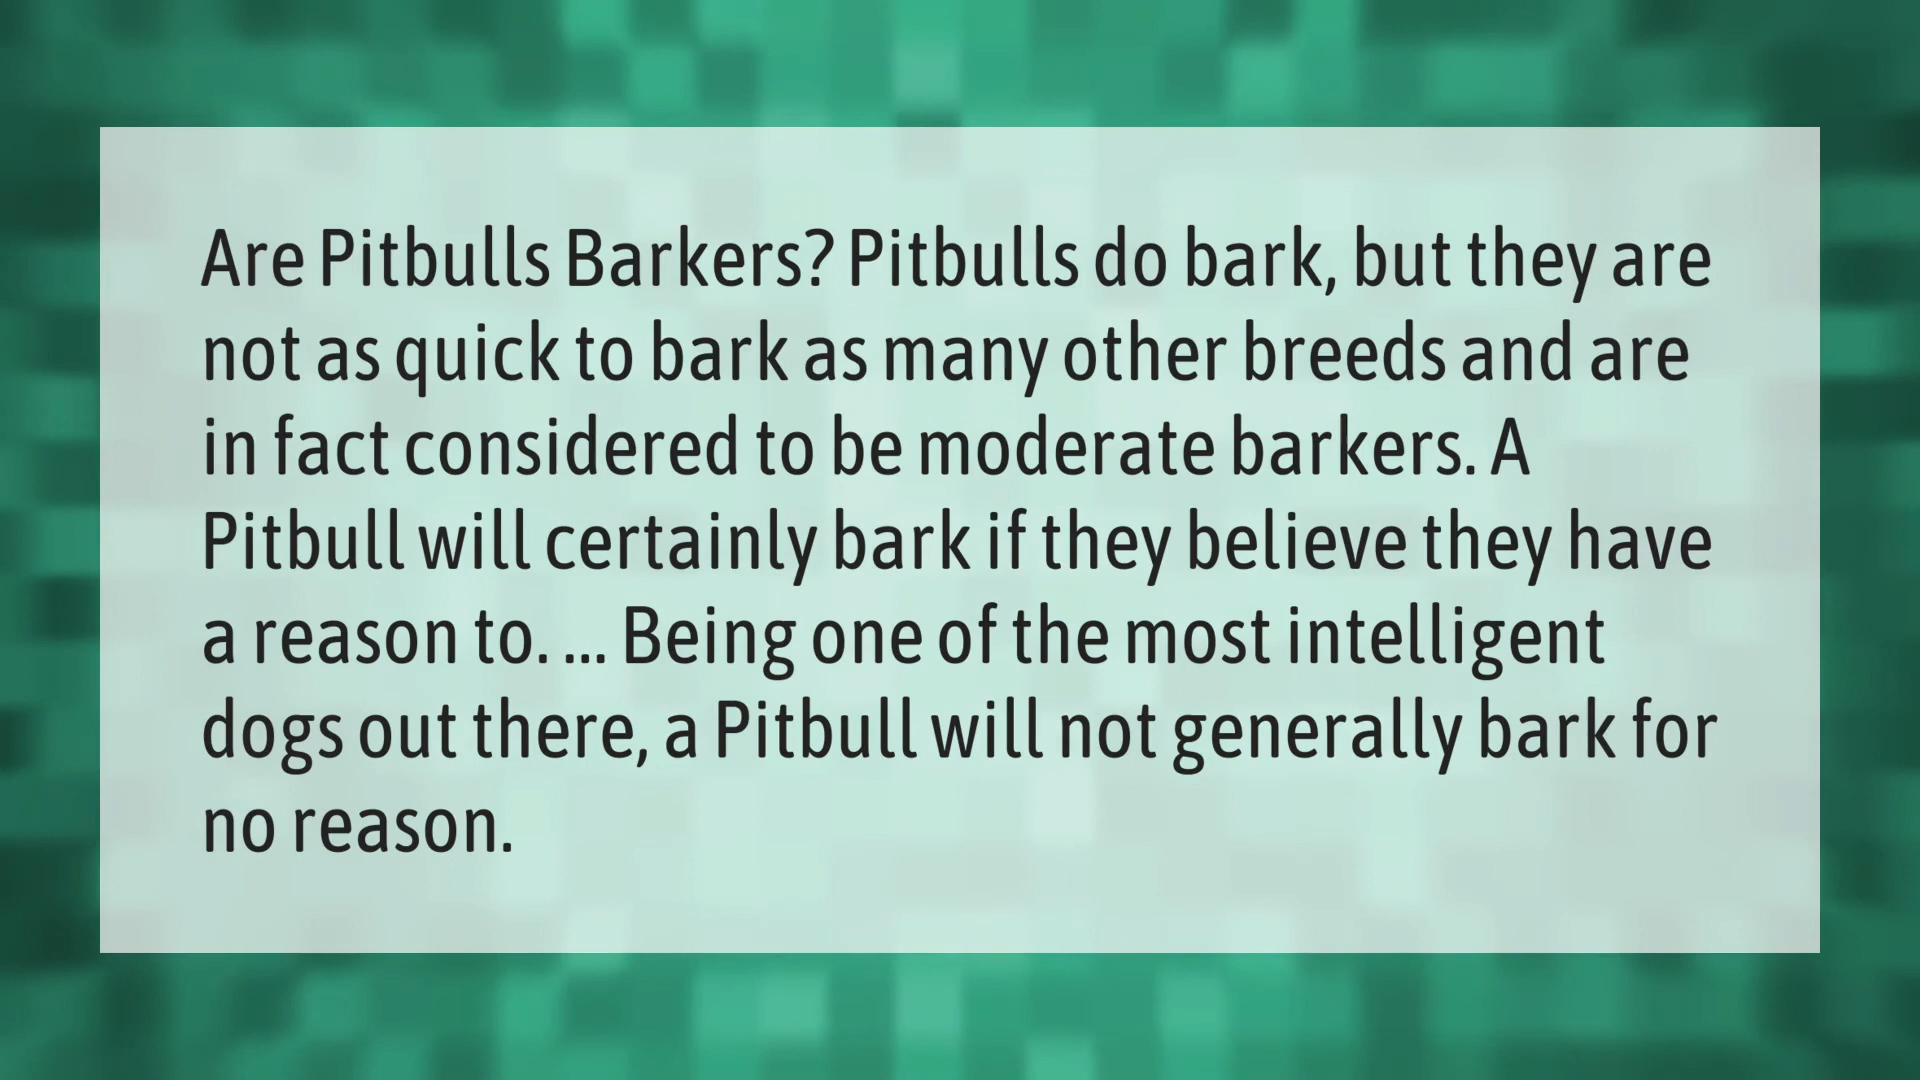 Are Pitbulls Barkers? Pitbulls do bark, but they are
not as quick to bark as many other breeds and are
in fact considered to be moderate barkers. A
Pitbull will certainly bark if they believe they have
a reason to. ... Being one of the most intelligent
dogs out there, a Pitbull will not generally bark for
no reason.